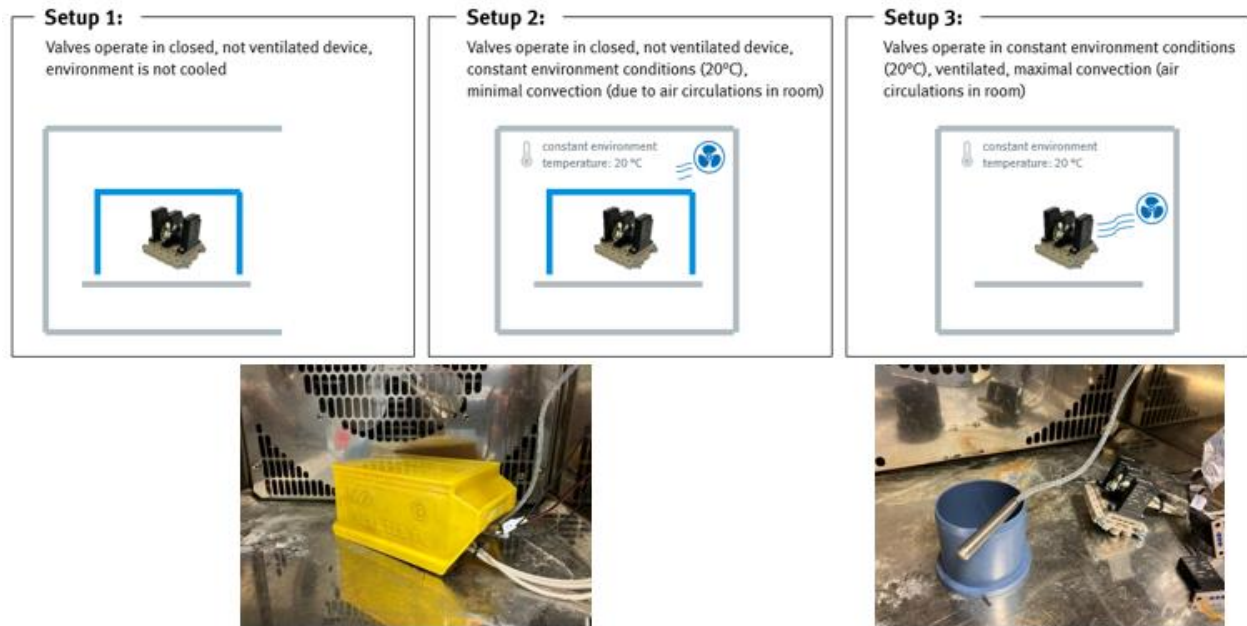 Setup 1:
Valves operate in closed, not ventilated device,
environment is not cooled
Setup 2:
Valves operate in closed, not ventilated device,
constant environment conditions (20°C),
minimal convection (due to air circulations in room)
constant environment
temperature: 20 °C
Setup 3:
Valves operate in constant environment conditions
(20°C), ventilated, maximal convection (air
circulations in room)
constant environment
temperature: 20 °C